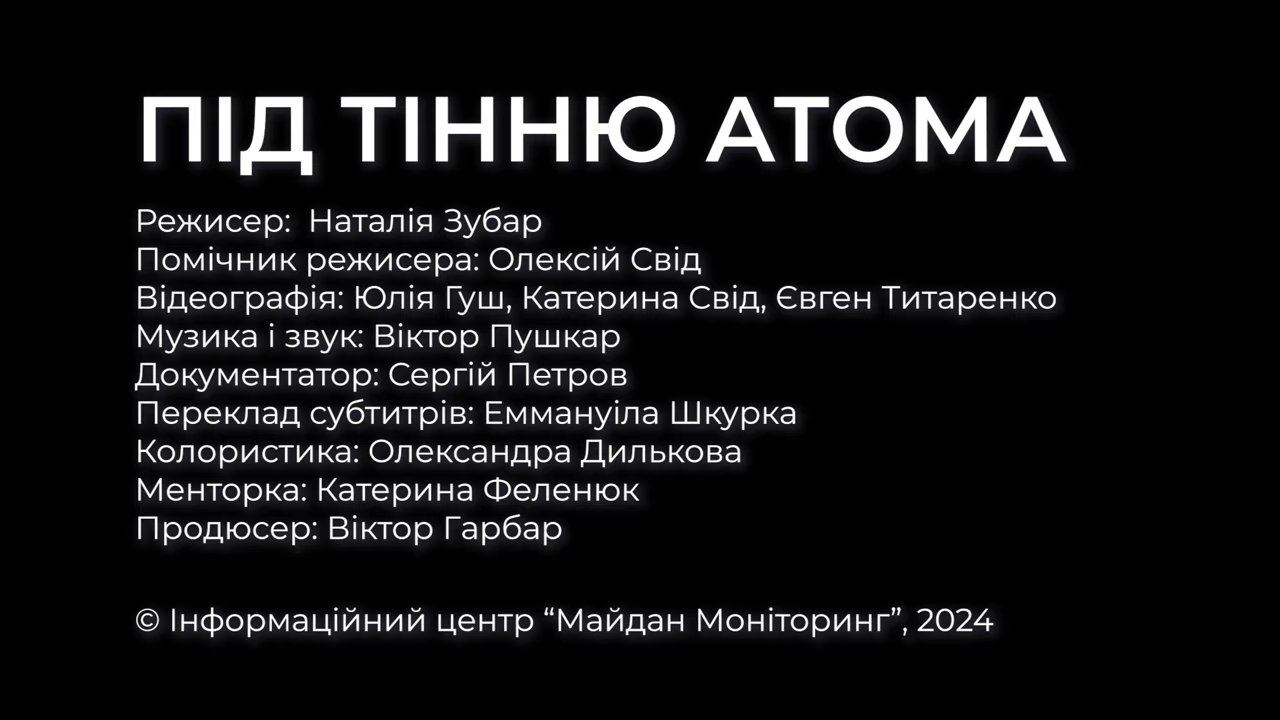 ПІД ТІННЮ АТОМА
Режисер: Наталія Зубар
Помічник режисера: Олексій Свід
Відеографія: Юлія Гуш, Катерина Свід, Євген Титаренко
Музика і звук: Віктор Пушкар
Документатор: Сергій Петров
Переклад субтитрів: Еммануіла Шкурка
Колористика: Олександра Дилькова
Менторка: Катерина Феленюк
Продюсер: Віктор Гарбар
© Інформаційний центр “Майдан Моніторинг”, 2024